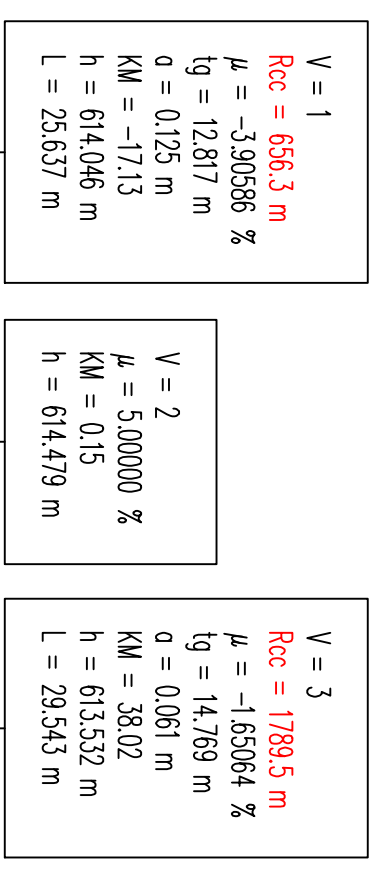 V = 1
Rcc = 656.3 m
μ = -3.90586 %
tg = 12.817 m
a = 0.125 m
KM = -17.13
h = 614.046 m
L = 25.637 m
V = 2
μ = 5.00000 %
KM = 0.15
h = 614.479 m
V = 3
Rcc = 1789.5 m
μ = -1.65064 %
tg = 14.769 m
a = 0.061 m
KM = 38.02
h = 613.532 m
L = 29.543 m